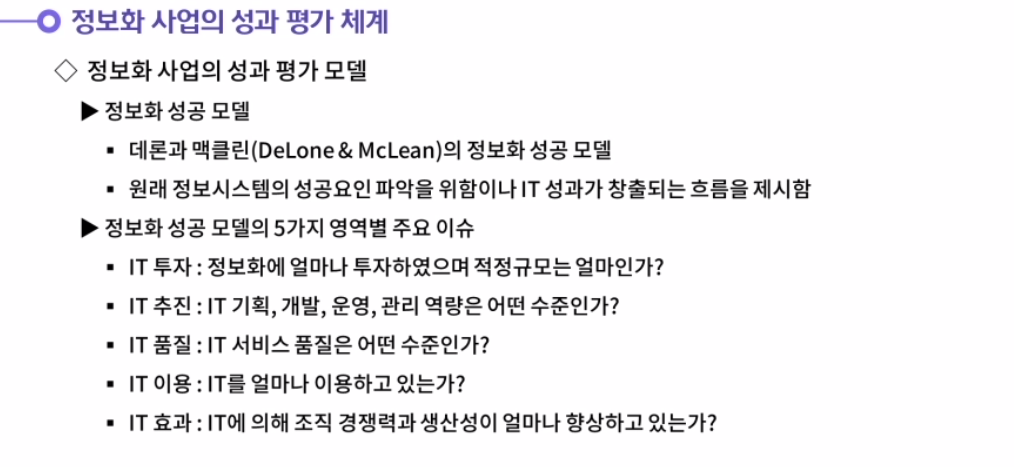 정보화 사업의 성과 평가 체계
◇ 정보화 사업의 성과 평가 모델
▶ 정보화 성공 모델
▪ 데론과 맥클린(DeLone & McLean)의 정보화 성공 모델
▪ 원래 정보시스템의 성공요인 파악을 위함이나 IT 성과가 창출되는 흐름을 제시함
▶ 정보화 성공 모델의 5가지 영역별 주요 이슈
▪ IT 투자 : 정보화에 얼마나 투자하였으며 적정규모는 얼마인가?
▪ IT 추진 : IT 기획, 개발, 운영, 관리 역량은 어떤 수준인가?
▪ IT 품질 : IT 서비스 품질은 어떤 수준인가?
▪ IT 이용 : IT를 얼마나 이용하고 있는가?
▪ IT 효과 : IT에 의해 조직 경쟁력과 생산성이 얼마나 향상하고 있는가?